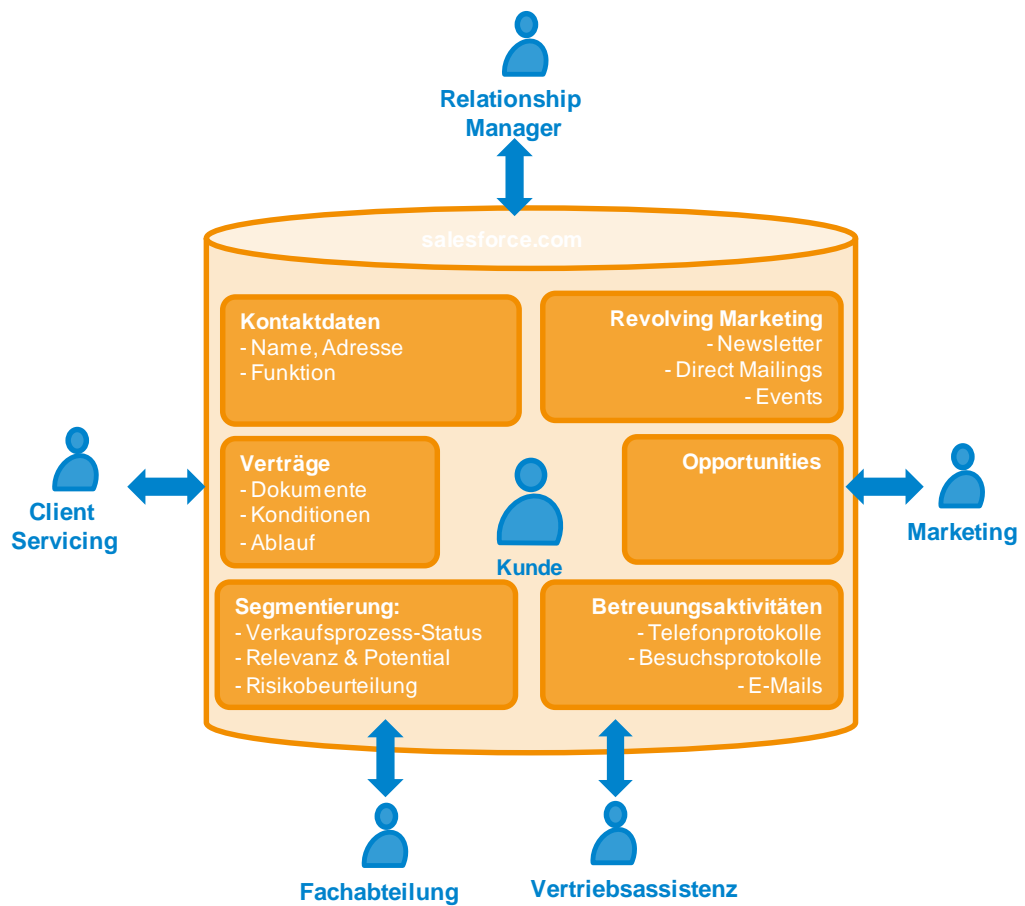 Relationship
Manager
salesforce.com
Kontaktdaten
- Name, Adresse
- Funktion
Revolving Marketing
- Newsletter
- Direct Mailings
- Events
Client
Servicing
Verträge
- Dokumente
- Konditionen
- Ablauf
Kunde
Opportunities
Marketing
Segmentierung:
- Verkaufsprozess-Status
- Relevanz & Potential
- Risikobeurteilung
Betreuungsaktivitäten
- Telefonprotokolle
- Besuchsprotokolle
- E-Mails
Fachabteilung
Vertriebsassistenz